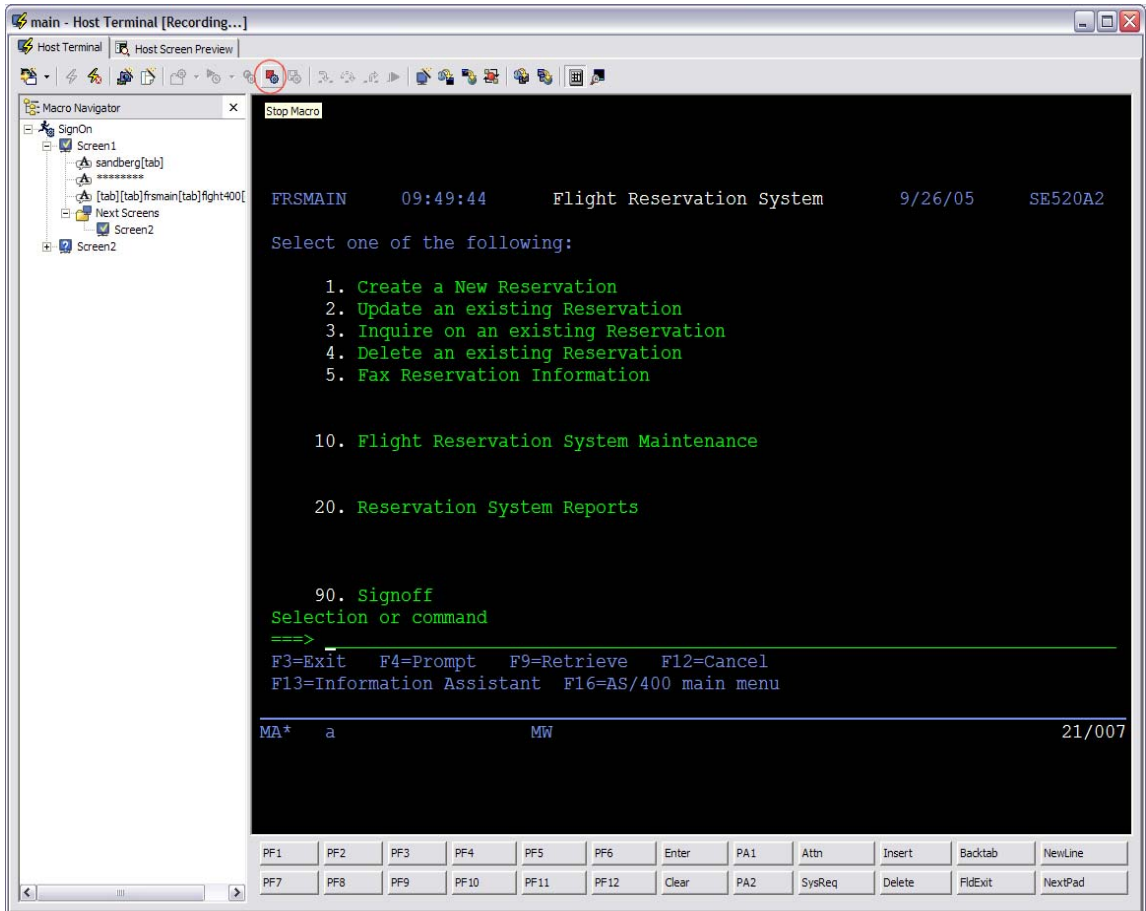 main - Host Terminal [Recording...]
Host Terminal
Host Screen Preview
Macro Navigator
x
Stop Macro
SignOn
Screen1
sandberg[tab]
********
[tab][tab]frsmain[tab]flght400[
Next Screens
Screen2
Screen2
FRSMAIN 09:49:44 Flight Reservation System 9/26/05 SE520A2
Select one of the following:
1. Create a New Reservation
2. Update an existing Reservation
3. Inquire on an existing Reservation
4. Delete an existing Reservation
5. Fax Reservation Information
10. Flight Reservation System Maintenance
20. Reservation System Reports
90. Signoff
Selection or command
===>
F3=Exit F4=Prompt F9=Retrieve F12=Cancel
F13=Information Assistant F16=AS/400 main menu
MA* a MW 21/007
PF1 PF2 PF3 PF4 PF5 PF6 Enter PA1 Attn Insert Backtab NewLine
PF7 PF8 PF9 PF10 PF11 PF12 Clear PA2 SysReq Delete FldExit NextPad